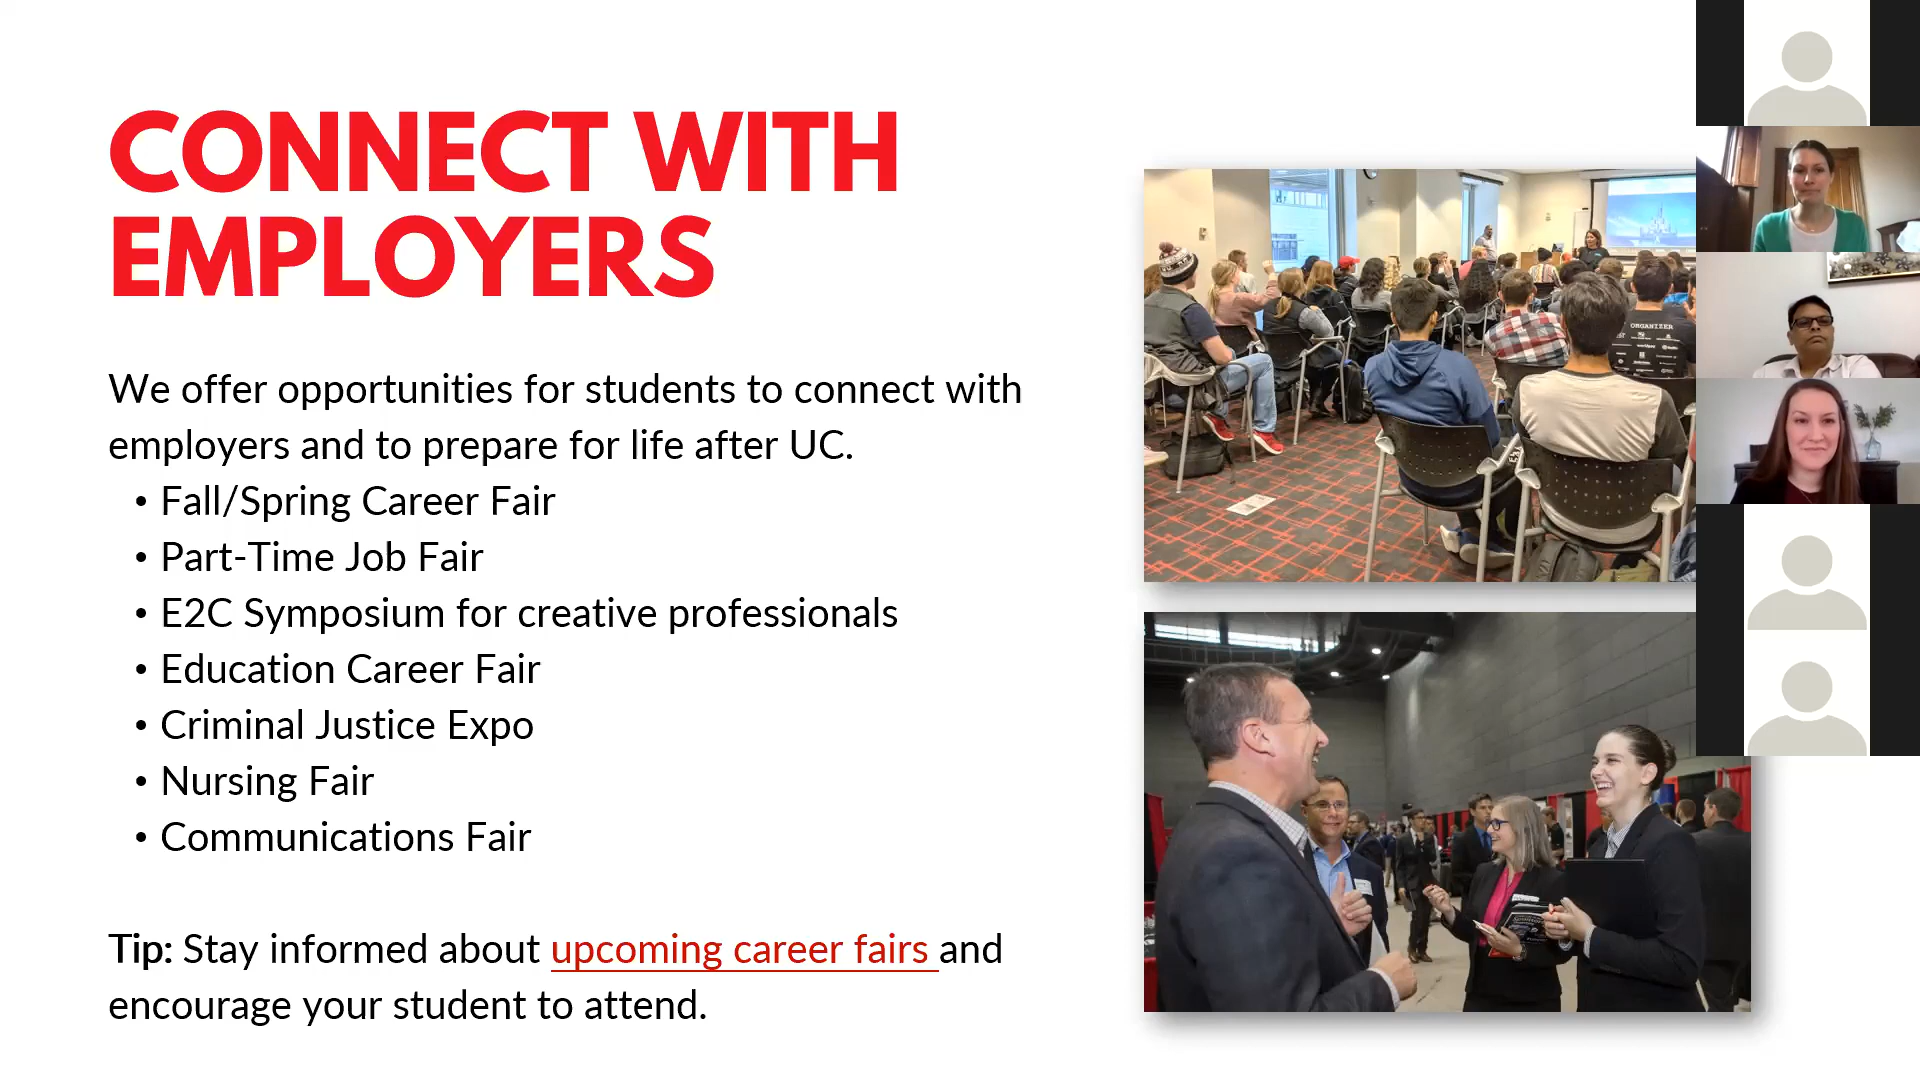 CONNECT WITH
EMPLOYERS
We offer opportunities for students to connect with
employers and to prepare for life after UC.
• Fall/Spring Career Fair
• Part-Time Job Fair
• E2C Symposium for creative professionals
• Education Career Fair
• Criminal Justice Expo
• Nursing Fair
• Communications Fair
Tip: Stay informed about upcoming career fairs and
encourage your student to attend.
ORGANIZER